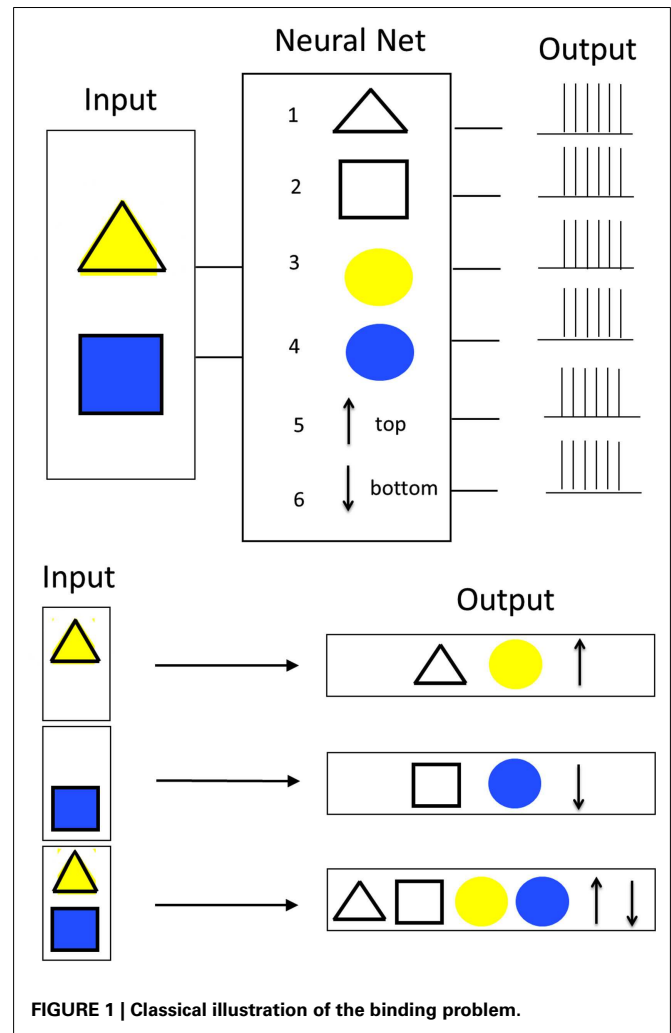 Neural Net
Input
Output
1
2
3
4
5 top
6 bottom
Input
Output
FIGURE 1 | Classical illustration of the binding problem.